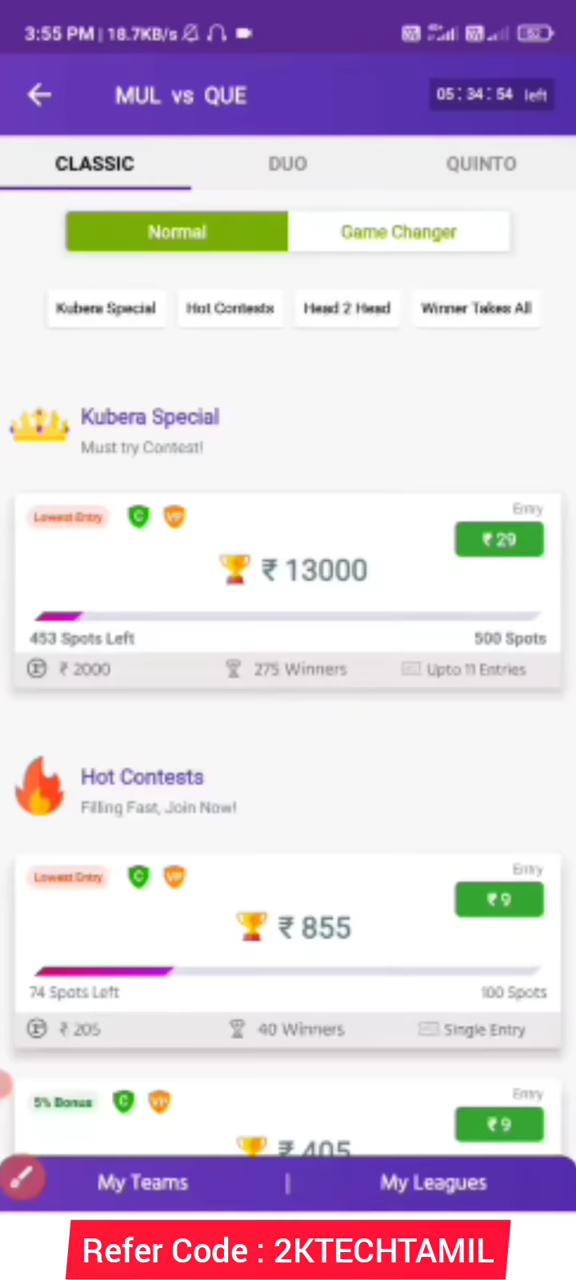 3:55 PM | 18.7KB/s
MUL vs QUE
05 : 34 : 54 left
CLASSIC DUO QUINTO
Normal Game Changer
Kubera Special Hot Contests Head 2 Head Winner Takes All
Kubera Special
Must try Contest!
Lowest Entry C VIP Entry
₹ 29
₹ 13000
453 Spots Left 500 Spots
₹ 2000 275 Winners Upto 11 Entries
Hot Contests
Filling Fast, Join Now!
Lowest Entry C VIP Entry
₹ 9
₹ 855
74 Spots Left 100 Spots
₹ 205 40 Winners Single Entry
5% Bonus C VIP Entry
₹ 9
₹ 405
My Teams | My Leagues
Refer Code : 2KTECHTAMIL